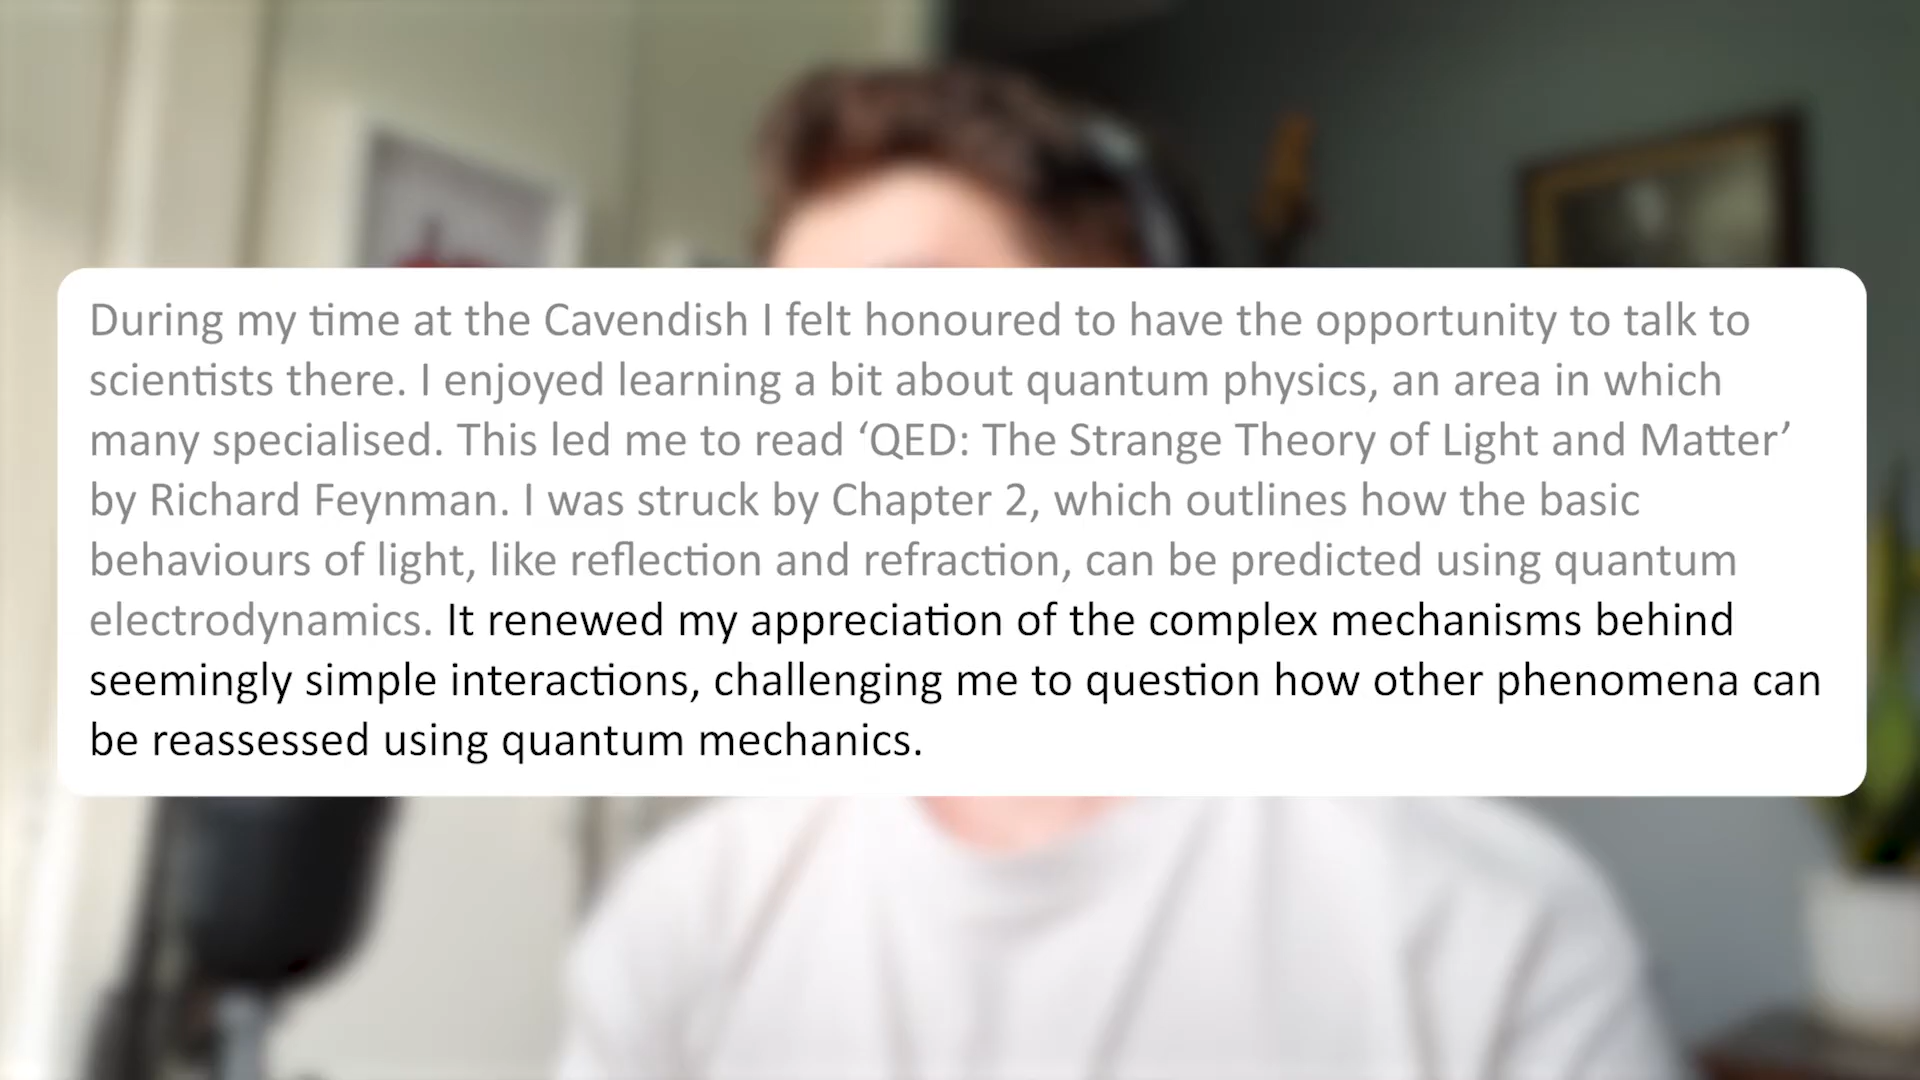 During my time at the Cavendish I felt honoured to have the opportunity to talk to
scientists there. I enjoyed learning a bit about quantum physics, an area in which
many specialised. This led me to read ‘QED: The Strange Theory of Light and Matter’
by Richard Feynman. I was struck by Chapter 2, which outlines how the basic
behaviours of light, like reflection and refraction, can be predicted using quantum
electrodynamics. It renewed my appreciation of the complex mechanisms behind
seemingly simple interactions, challenging me to question how other phenomena can
be reassessed using quantum mechanics.